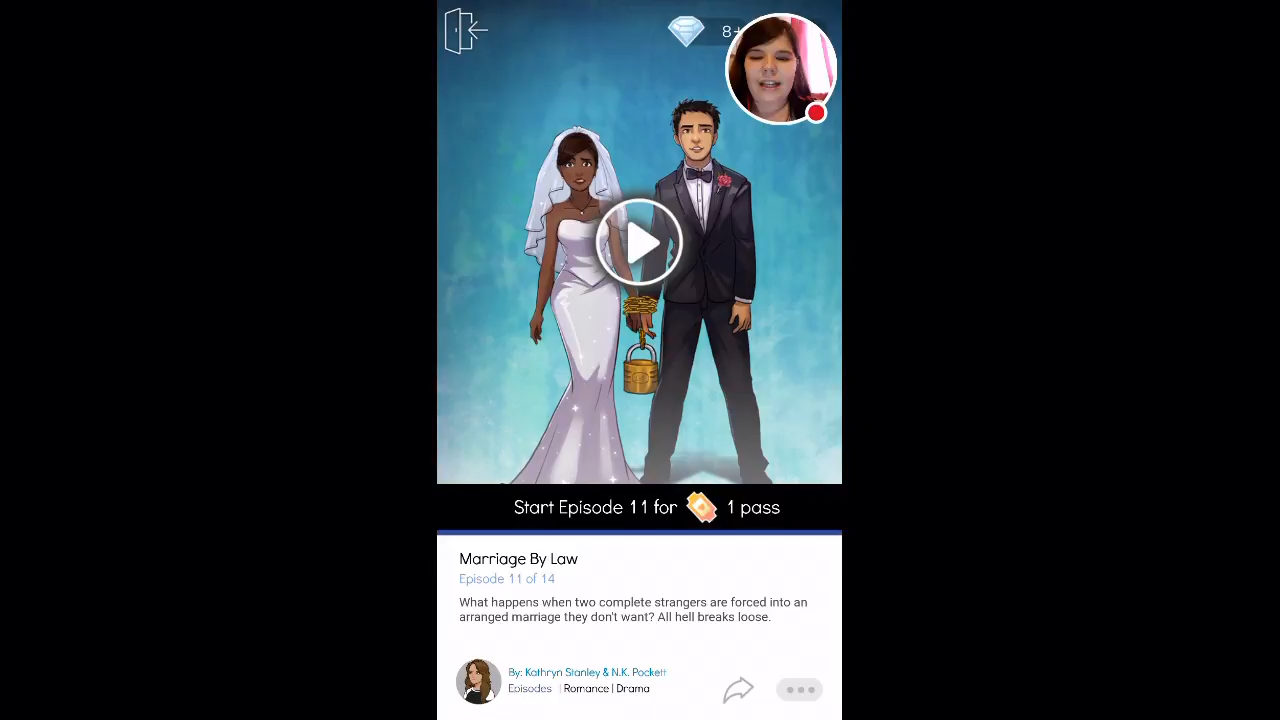 8+
Start Episode 11 for 1 pass
Marriage By Law
Episode 11 of 14
What happens when two complete strangers are forced into an
arranged marriage they don't want? All hell breaks loose.
By: Kathryn Stanley & N.K. Pockett
Episodes | Romance | Drama